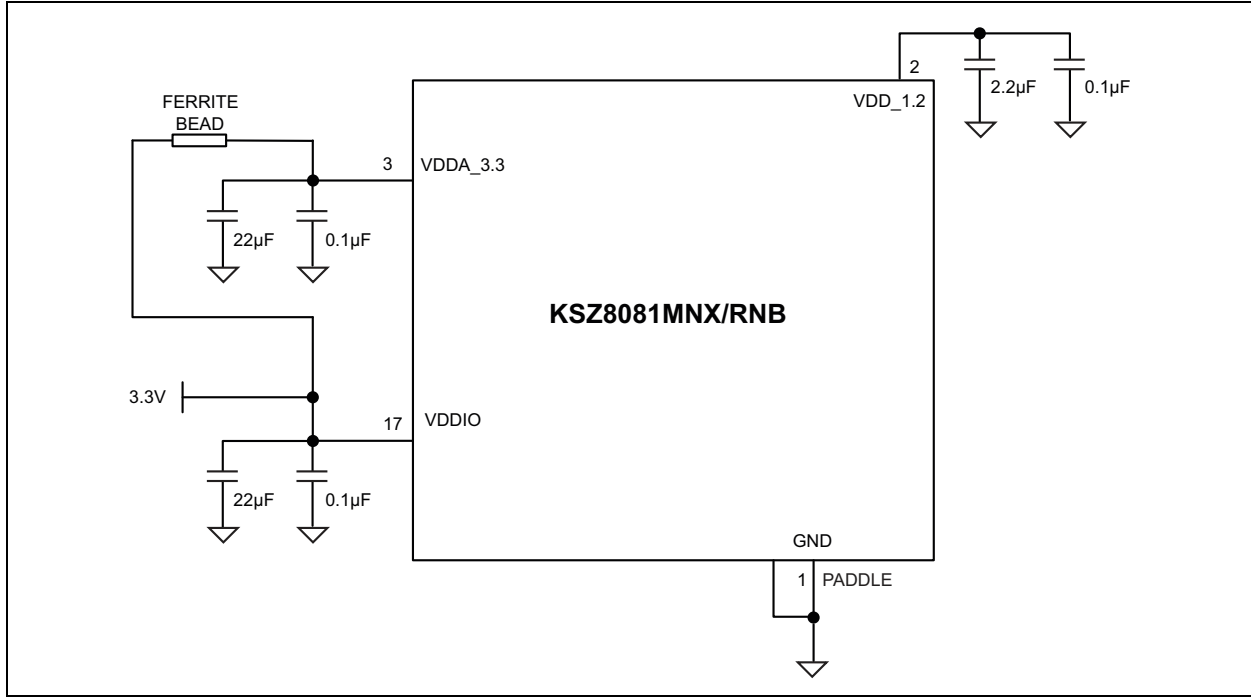 2
VDD_1.2
2.2µF
0.1µF
FERRITE
BEAD
3
VDDA_3.3
22µF
0.1µF
KSZ8081MNX/RNB
3.3V
17
VDDIO
22µF
0.1µF
GND
1
PADDLE